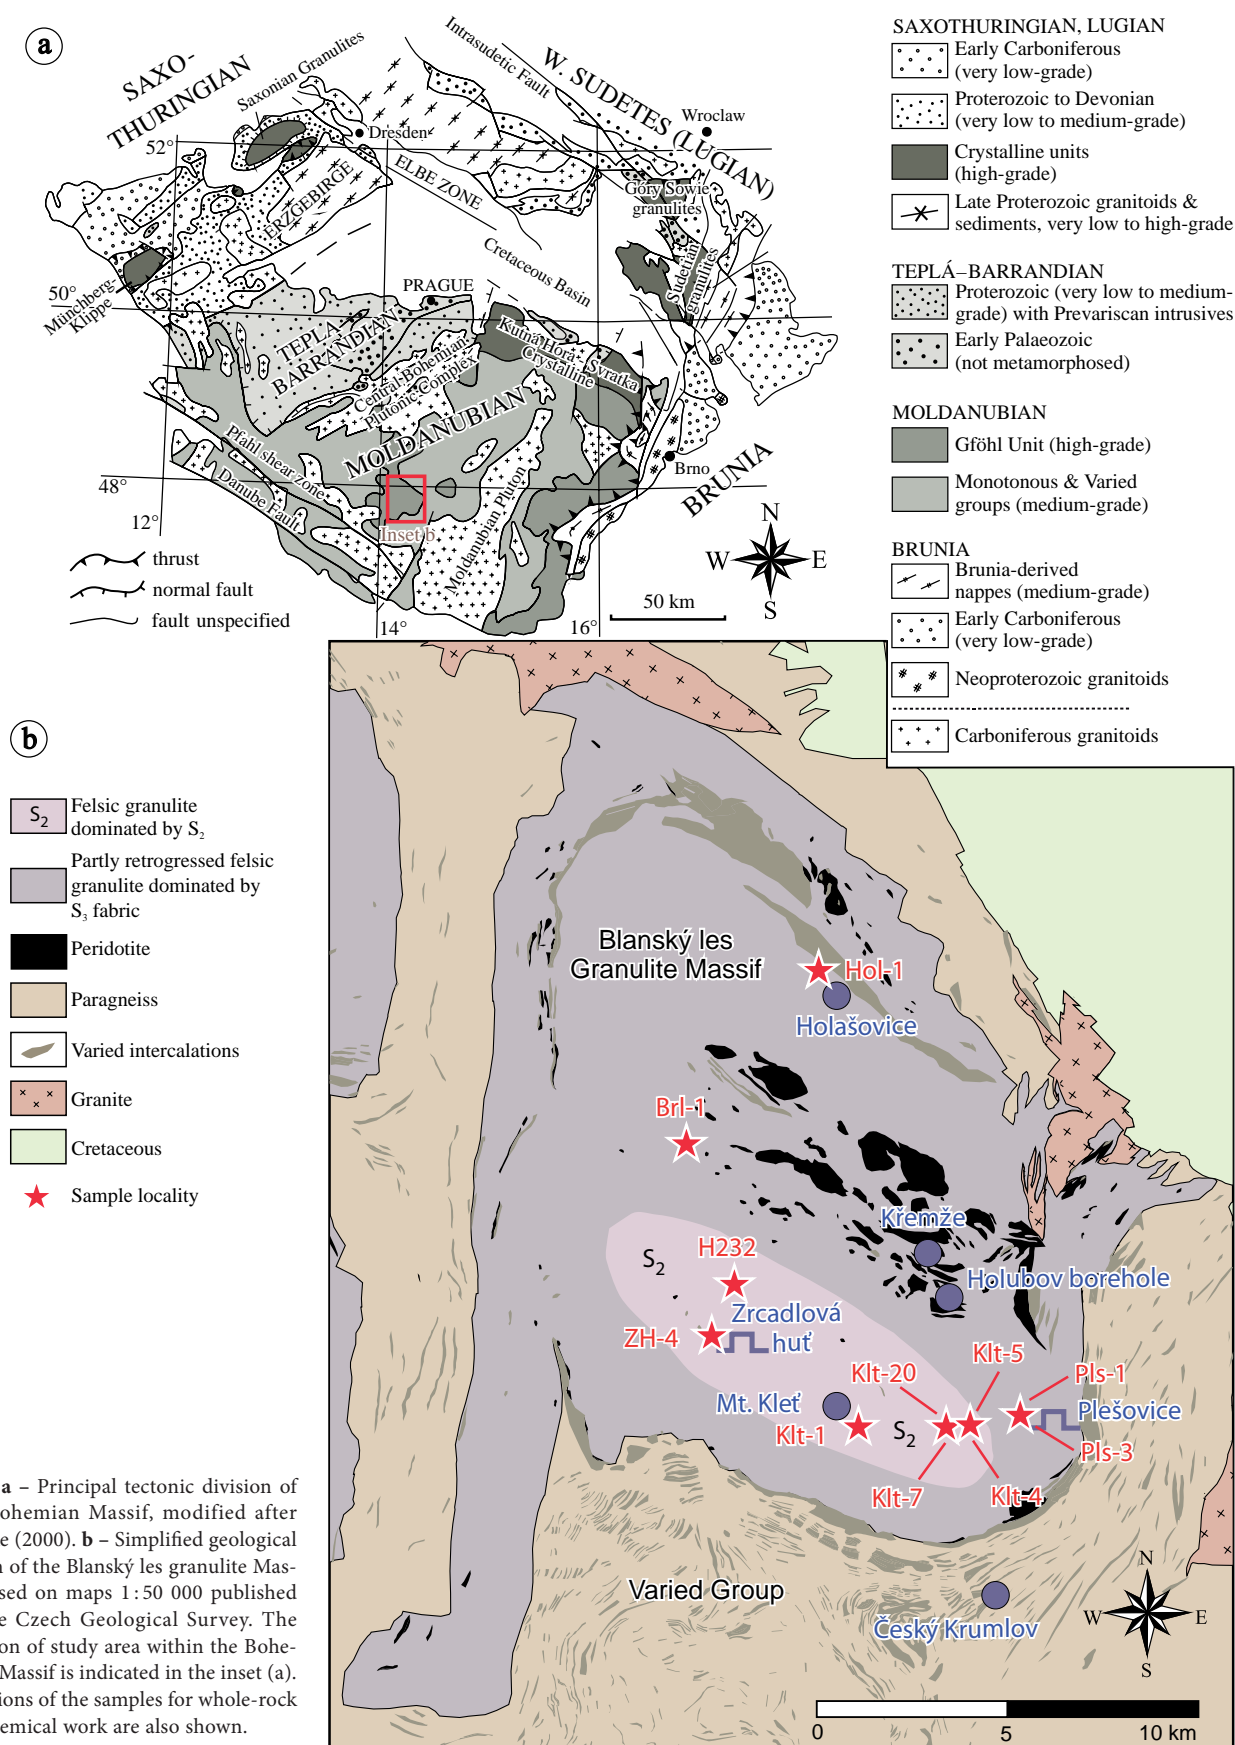 a
SAXO-
THURINGIAN
Saxonian Granulites
Intrasudetic Fault
W. SUDETES (LUGIAN)
Wroclaw
Dresden
52°
ELBE ZONE
ERZGEBIRGE
Góry Sowie
granulites
Sudetian
granulites
Cretaceous Basin
Münchberg
Klippe
50°
PRAGUE
TEPLÁ-
BARRANDIAN
Kutná Hora
Crystalline
Svratka
Central Bohemian
Plutonic Complex
MOLDANUBIAN
Pfahl shear zone
Danube Fault
48°
12°
Inset b
Moldanubian Pluton
Brno
BRUNIA
N
W
E
S
thrust
normal fault
fault unspecified
50 km
14°
16°
SAXOTHURINGIAN, LUGIAN
Early Carboniferous
(very low-grade)
Proterozoic to Devonian
(very low to medium-grade)
Crystalline units
(high-grade)
Late Proterozoic granitoids &
sediments, very low to high-grade
TEPLÁ–BARRANDIAN
Proterozoic (very low to medium-
grade) with Prevariscan intrusives
Early Palaeozoic
(not metamorphosed)
MOLDANUBIAN
Gföhl Unit (high-grade)
Monotonous & Varied
groups (medium-grade)
BRUNIA
Brunia-derived
nappes (medium-grade)
Early Carboniferous
(very low-grade)
Neoproterozoic granitoids
Carboniferous granitoids
b
S2 Felsic granulite
dominated by S2
Partly retrogressed felsic
granulite dominated by
S3 fabric
Peridotite
Paragneiss
Varied intercalations
Granite
Cretaceous
Sample locality
Blanský les
Granulite Massif
Hol-1
Holašovice
Brl-1
Křemže
S2
H232
Holubov borehole
Zrcadlová
huť
ZH-4
Klt-5
Klt-20
Pls-1
Mt. Kleť
Plešovice
Klt-1
S2
Pls-3
Klt-7
Klt-4
Varied Group
Český Krumlov
N
W
E
S
0
5
10 km
a – Principal tectonic division of
ohemian Massif, modified after
e (2000). b – Simplified geological
n of the Blanský les granulite Mas-
sed on maps 1:50 000 published
e Czech Geological Survey. The
on of study area within the Bohe-
Massif is indicated in the inset (a).
ions of the samples for whole-rock
hemical work are also shown.